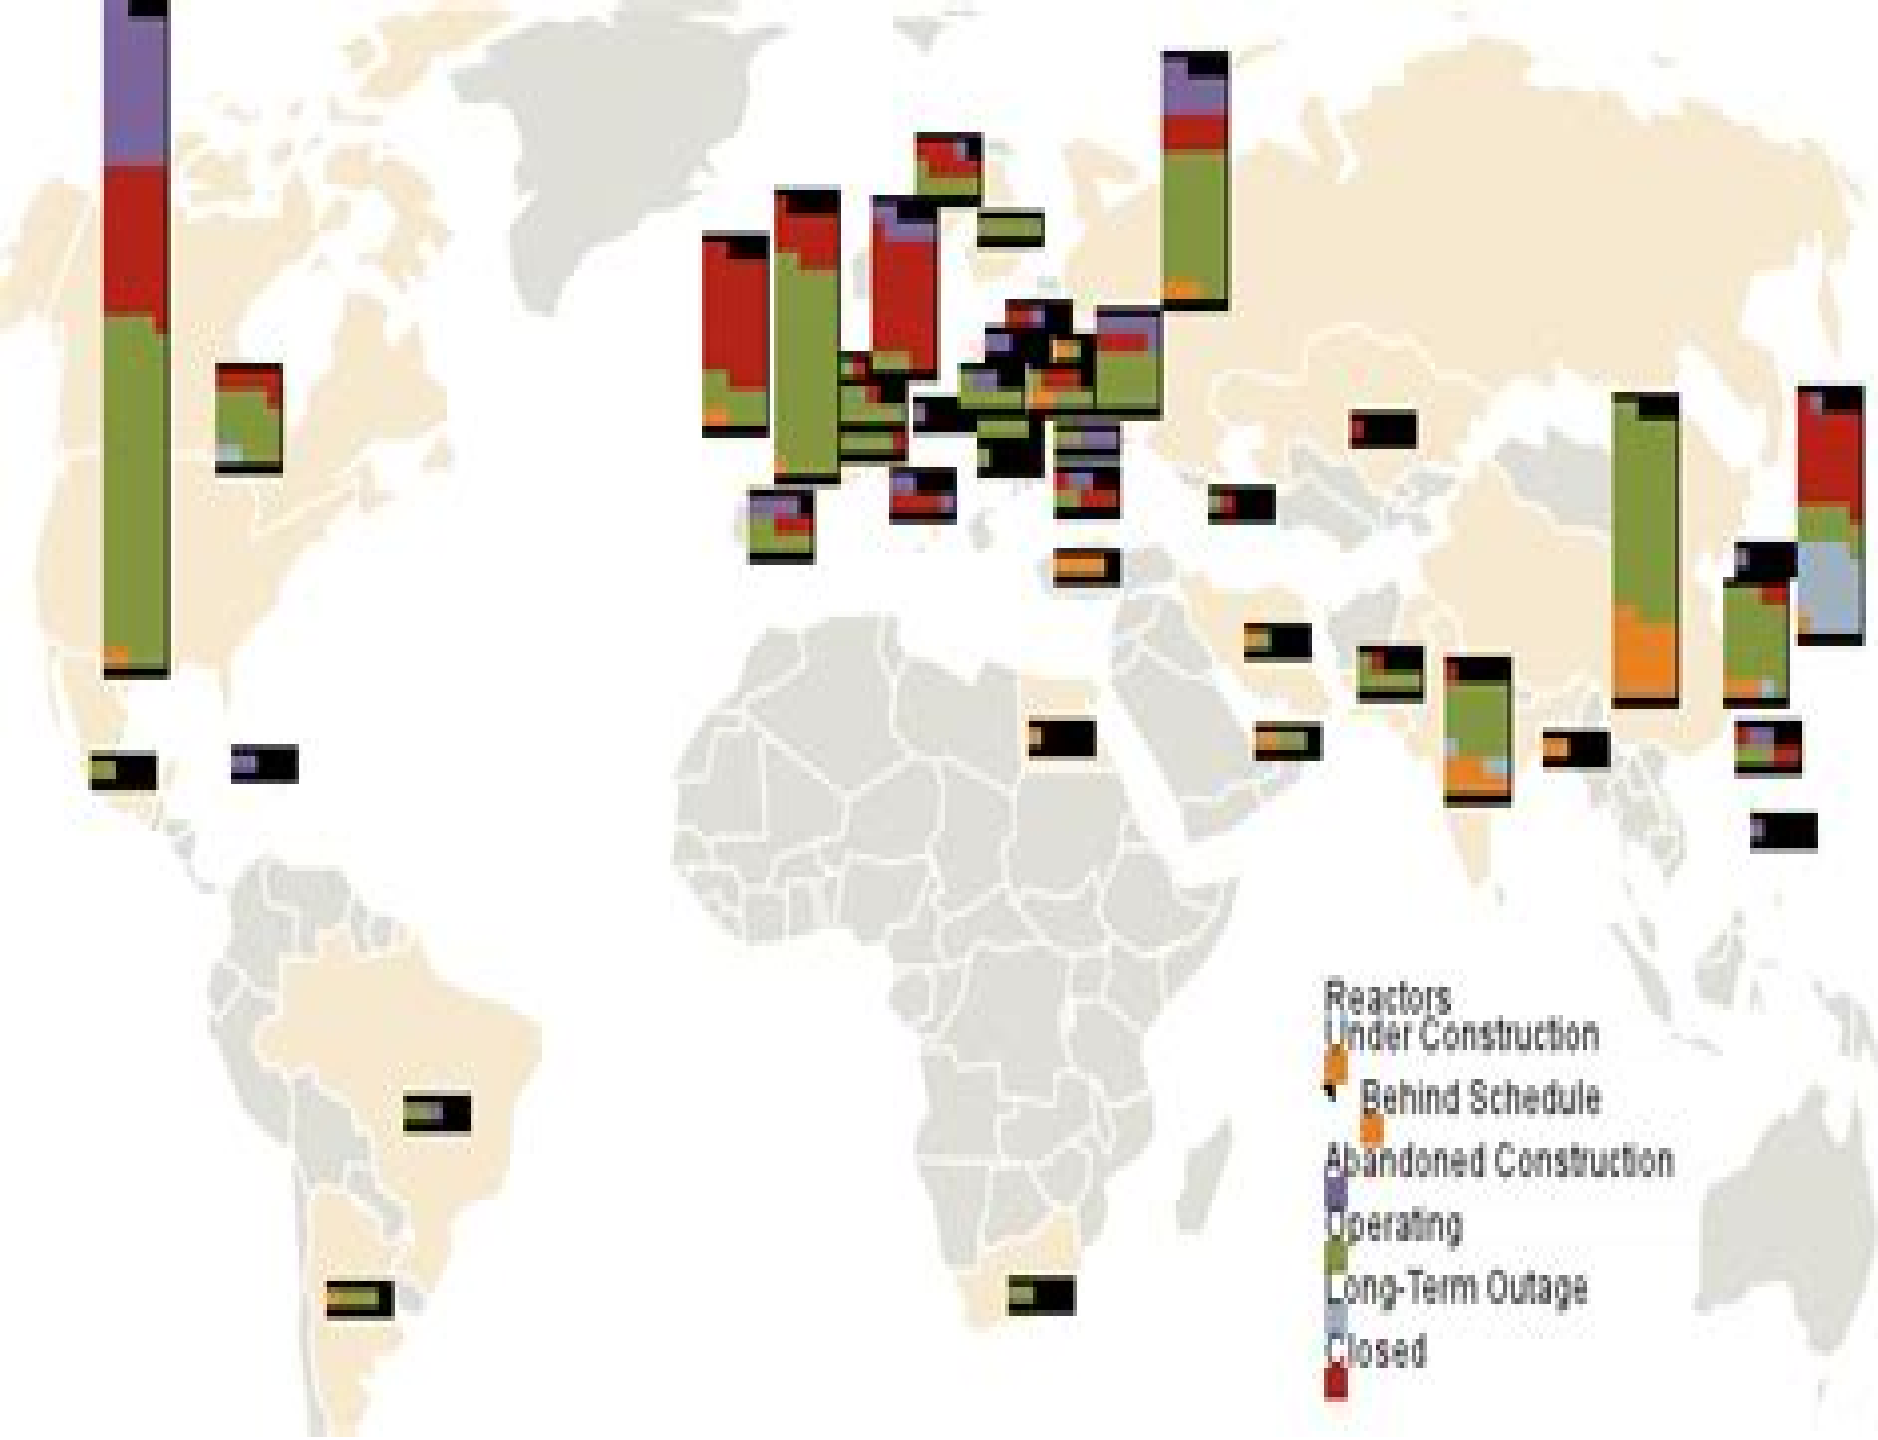 Reactors
Under Construction
Behind Schedule
Abandoned Construction
Operating
Long-Term Outage
Closed